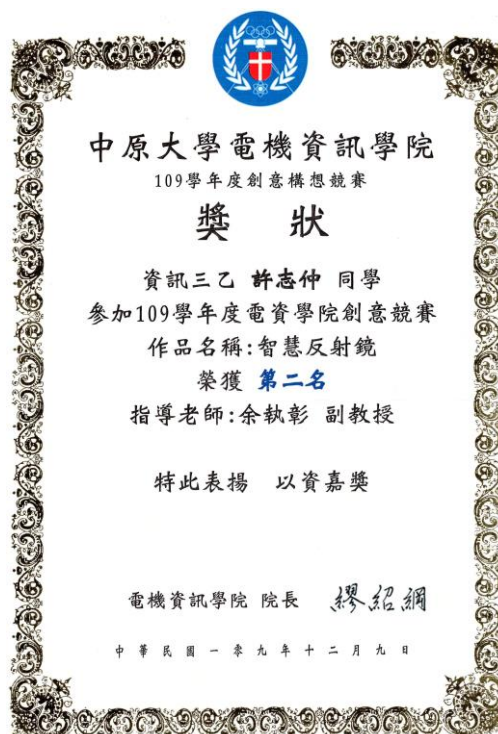 中原大學電機資訊學院
109學年度創意構想競賽
獎 狀
資訊三乙 許志仲 同學
參加109學年度電資學院創意競賽
作品名稱:智慧反射鏡
榮獲 第二名
指導老師:余執彰 副教授
特此表揚 以資嘉獎
電機資訊學院 院長 繆紹綱
中華民國一零九年十二月九日